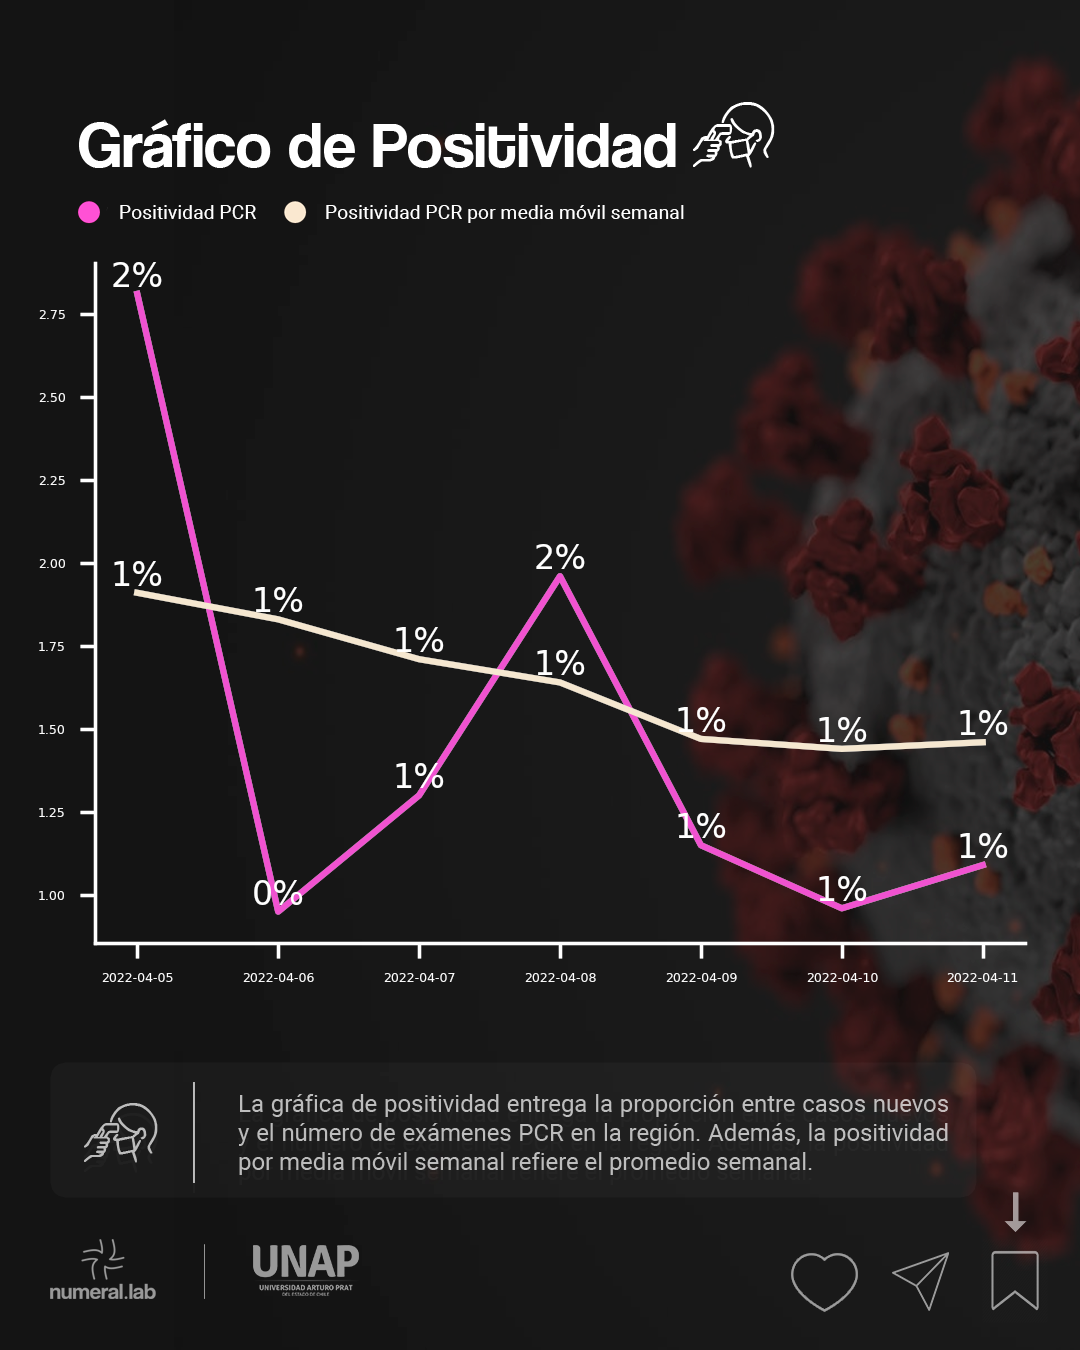 Gráfico de Positividad
Positividad PCR
Positividad PCR por media móvil semanal
2%
2.75
2.50
2.25
2.00
1%
1%
2%
1%
1.75
1%
1.50
1%
1%
1%
1%
1.25
1%
1%
1%
1.00
0%
2022-04-05 2022-04-06 2022-04-07 2022-04-08 2022-04-09 2022-04-10 2022-04-11
La gráfica de positividad entrega la proporción entre casos nuevos
y el número de exámenes PCR en la región. Además, la positividad
por media móvil semanal refiere el promedio semanal.
numeral.lab
UNAP
UNIVERSIDAD ARTURO PRAT
DEL ESTADO DE CHILE